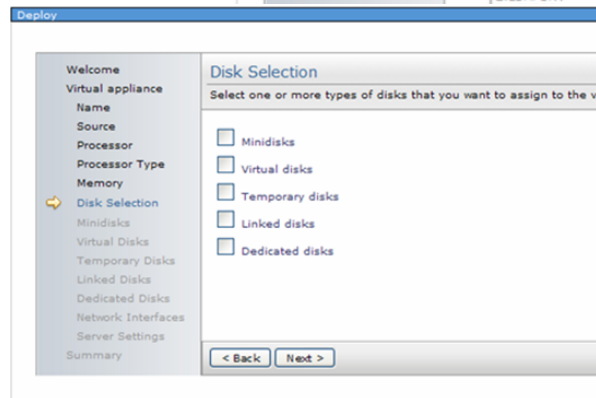 Deploy
Welcome
Virtual appliance
Name
Source
Processor
Processor Type
Memory
Disk Selection
Minidisks
Virtual Disks
Temporary Disks
Linked Disks
Dedicated Disks
Network Interfaces
Server Settings
Summary
Disk Selection
Select one or more types of disks that you want to assign to the v
Minidisks
Virtual disks
Temporary disks
Linked disks
Dedicated disks
< Back
Next >